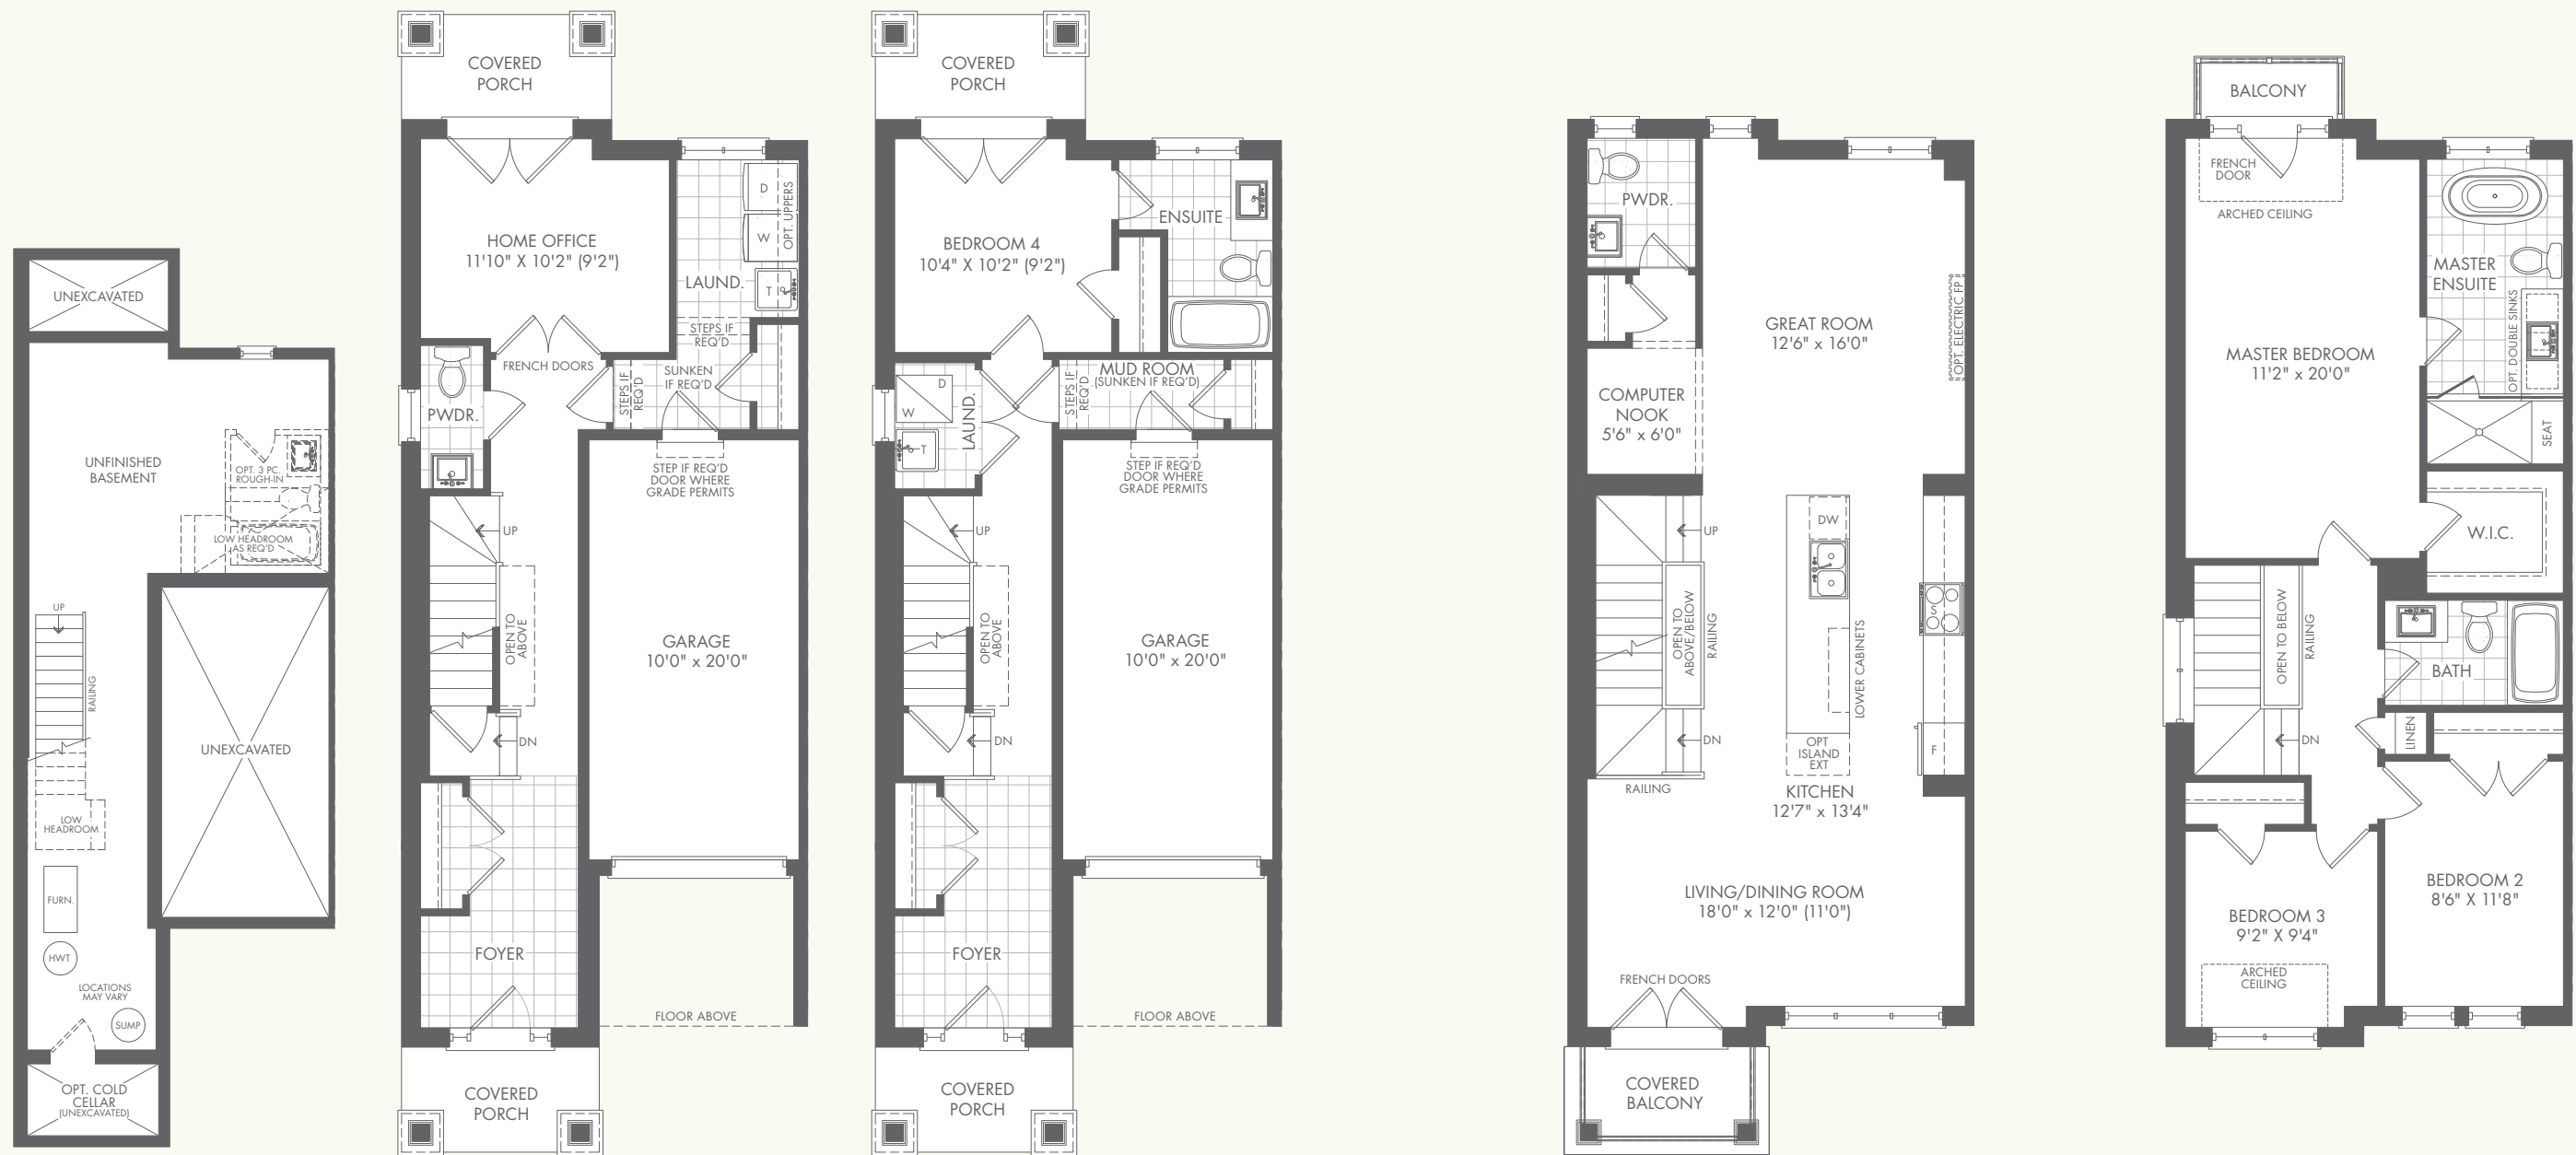 UNEXCAVATED
UNFINISHED
BASEMENT
OPT. 3 PC.
ROUGH-IN
LOW HEADROOM
AS REQ'D
UP
RAILING
UNEXCAVATED
LOW
HEADROOM
FURN.
HWT
LOCATIONS
MAY VARY
SUMP
OPT. COLD
CELLAR
(UNEXCAVATED)
COVERED
PORCH
HOME OFFICE
11'10" X 10'2" (9'2")
D
W
OPT. UPPERS
LAUND.
T
STEPS IF
REQ'D
FRENCH DOORS
STEPS IF
REQ'D
SUNKEN
IF REQ'D
PWDR.
STEP IF REQ'D
DOOR WHERE
GRADE PERMITS
UP
OPEN TO
ABOVE
GARAGE
10'0" x 20'0"
DN
FOYER
FLOOR ABOVE
COVERED
PORCH
COVERED
PORCH
BEDROOM 4
10'4" X 10'2" (9'2")
ENSUITE
D
W
LAUND.
T
STEPS IF
REQ'D
MUD ROOM
(SUNKEN IF REQ'D)
STEP IF REQ'D
DOOR WHERE
GRADE PERMITS
UP
OPEN TO
ABOVE
GARAGE
10'0" x 20'0"
DN
FOYER
FLOOR ABOVE
COVERED
PORCH
PWDR.
GREAT ROOM
12'6" x 16'0"
OPT. ELECTRIC FP
COMPUTER
NOOK
5'6" x 6'0"
UP
DW
OPEN TO
ABOVE/BELOW
RAILING
S
LOWER CABINETS
DN
OPT
ISLAND
EXT
F
RAILING
KITCHEN
12'7" x 13'4"
LIVING/DINING ROOM
18'0" x 12'0" (11'0")
FRENCH DOORS
COVERED
BALCONY
BALCONY
FRENCH
DOOR
ARCHED CEILING
MASTER
ENSUITE
OPT. DOUBLE SINKS
MASTER BEDROOM
11'2" x 20'0"
SEAT
W.I.C.
OPEN TO BELOW
RAILING
BATH
DN
LINEN
BEDROOM 2
8'6" X 11'8"
BEDROOM 3
9'2" X 9'4"
ARCHED
CEILING